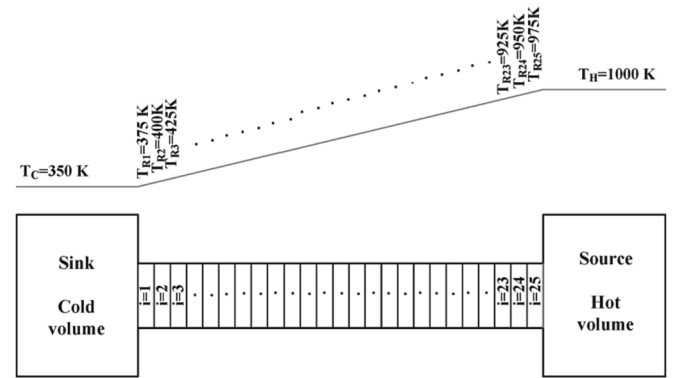 T_R1=375 K
T_R2=400K
T_R3=425K
T_R23=925K
T_R24=950K
T_R25=975K
T_H=1000 K
T_C=350 K
Sink
Cold
volume
i=1
i=2
i=3
i=23
i=24
i=25
Source
Hot
volume